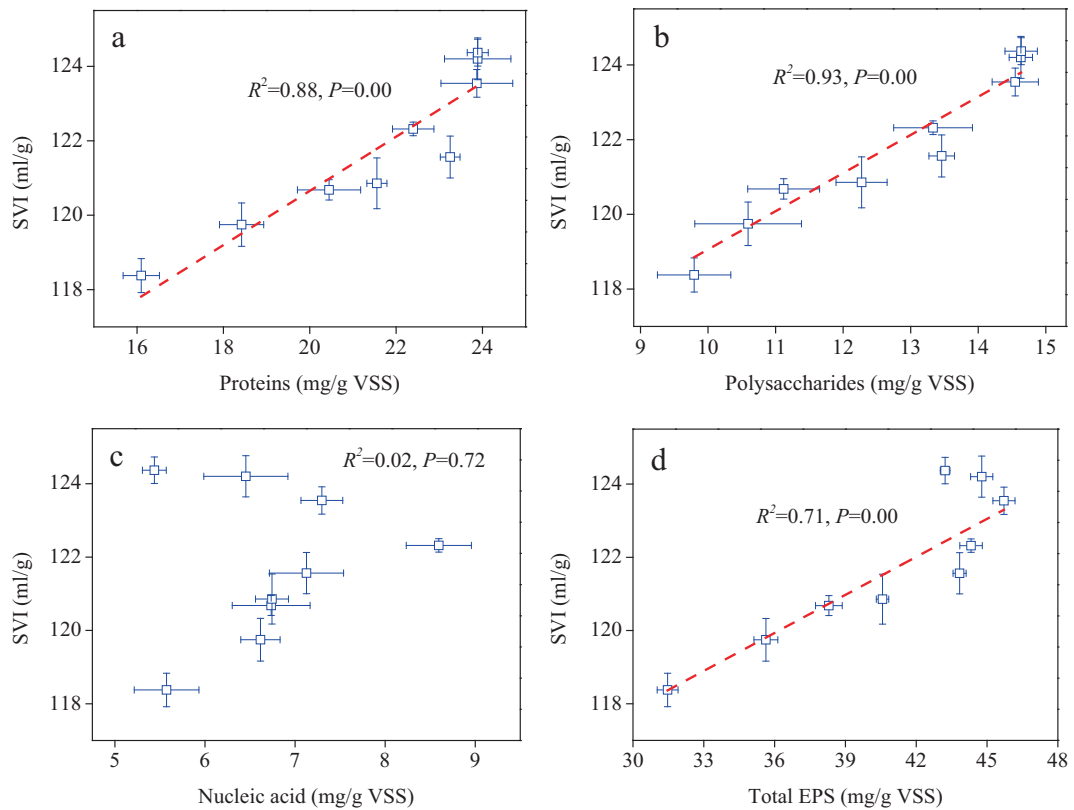 a
R²=0.88, P=0.00
124
122
120
118
SVI (ml/g)
16 18 20 22 24
Proteins (mg/g VSS)
b
R²=0.93, P=0.00
124
122
120
118
SVI (ml/g)
9 10 11 12 13 14 15
Polysaccharides (mg/g VSS)
c
R²=0.02, P=0.72
124
122
120
118
SVI (ml/g)
5 6 7 8 9
Nucleic acid (mg/g VSS)
d
R²=0.71, P=0.00
124
122
120
118
SVI (ml/g)
30 33 36 39 42 45 48
Total EPS (mg/g VSS)